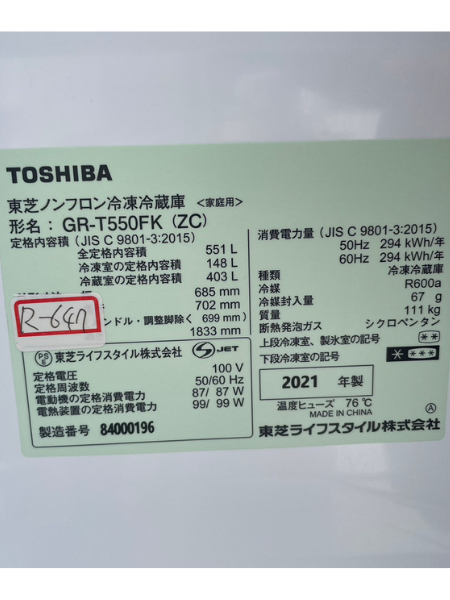 TOSHIBA
東芝ノンフロン冷凍冷蔵庫 <家庭用>
形名: GR-T550FK (ZC)
定格内容積 (JIS C 9801-3:2015)
全定格内容積 551 L
冷凍室の定格内容積 148 L
冷蔵室の定格内容積 403 L
幅 685 mm
702 mm
ンドル・調整脚除く 699 mm)
1833 mm
R-647
PS E 東芝ライフスタイル株式会社 S JET
定格電圧 100 V
定格周波数 50/60 Hz
電動機の定格消費電力 87/ 87 W
電熱装置の定格消費電力 99/ 99 W
製造番号 84000196
消費電力量 (JIS C 9801-3:2015)
50Hz 294 kWh/年
60Hz 294 kWh/年
種類 冷凍冷蔵庫
冷媒 R600a
冷媒封入量 67 g
質量 111 kg
断熱発泡ガス シクロペンタン
上段冷凍室、製氷室の記号 **
下段冷凍室の記号 * ***
2021 年製
温度ヒューズ 76℃
MADE IN CHINA
A
東芝ライフスタイル株式会社